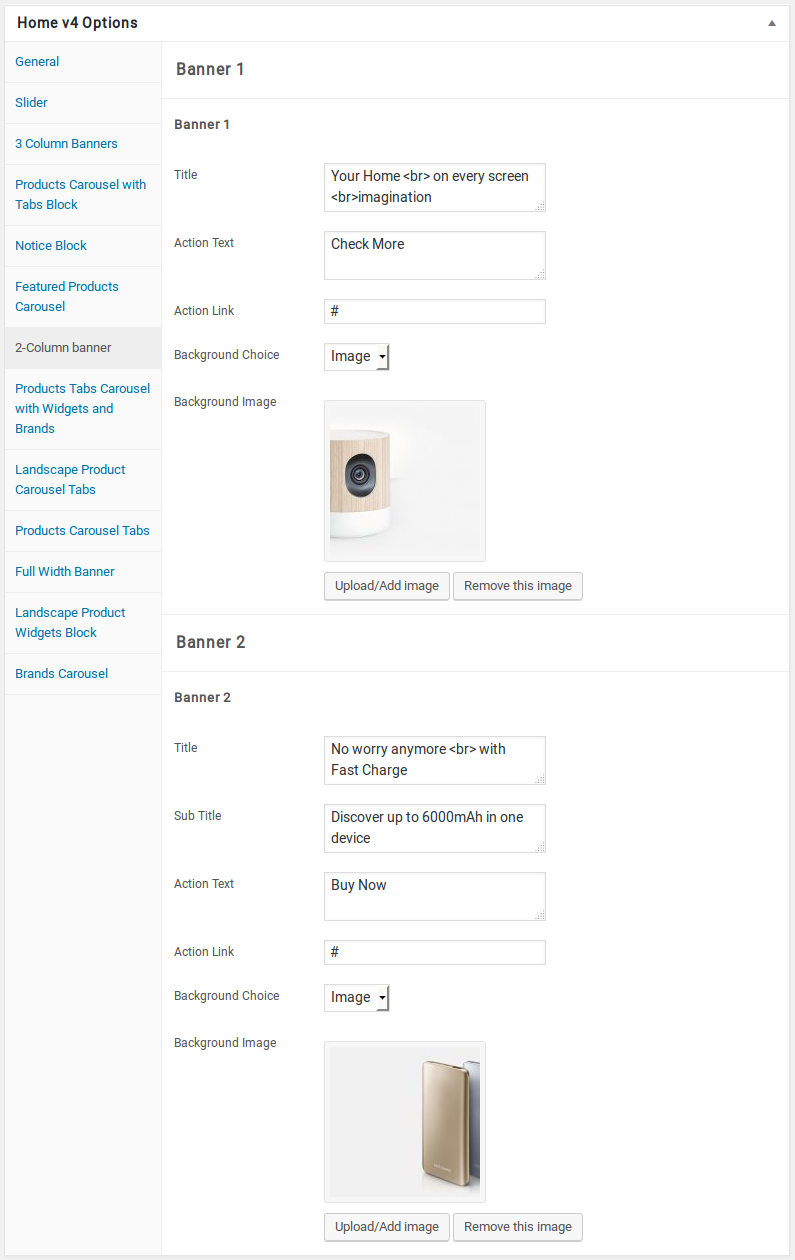 Home v4 Options
General
Slider
3 Column Banners
Products Carousel with
Tabs Block
Notice Block
Featured Products
Carousel
2-Column banner
Products Tabs Carousel
with Widgets and
Brands
Landscape Product
Carousel Tabs
Products Carousel Tabs
Full Width Banner
Landscape Product
Widgets Block
Brands Carousel
Banner 1
Banner 1
Title
Your Home <br> on every screen
<br>imagination
Action Text
Check More
Action Link
#
Background Choice
Image
Background Image
Upload/Add image
Remove this image
Banner 2
Banner 2
Title
No worry anymore <br> with
Fast Charge
Sub Title
Discover up to 6000mAh in one
device
Action Text
Buy Now
Action Link
#
Background Choice
Image
Background Image
Upload/Add image
Remove this image